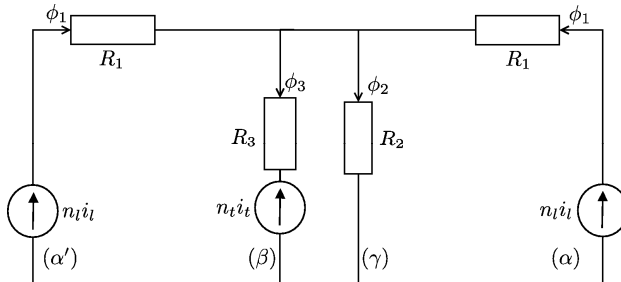 ϕ₁ ϕ₁
R₁ R₁
ϕ₃ ϕ₂
R₃ R₂
nₗiₗ nₜiₜ nₗiₗ
(α′) (β) (γ) (α)